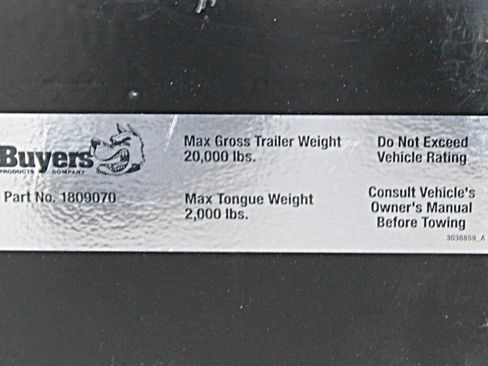 Buyers
PRODUCTS COMPANY
Part No. 1809070
Max Gross Trailer Weight
20,000 lbs.
Max Tongue Weight
2,000 lbs.
Do Not Exceed
Vehicle Rating
Consult Vehicle's
Owner's Manual
Before Towing
3038859_A